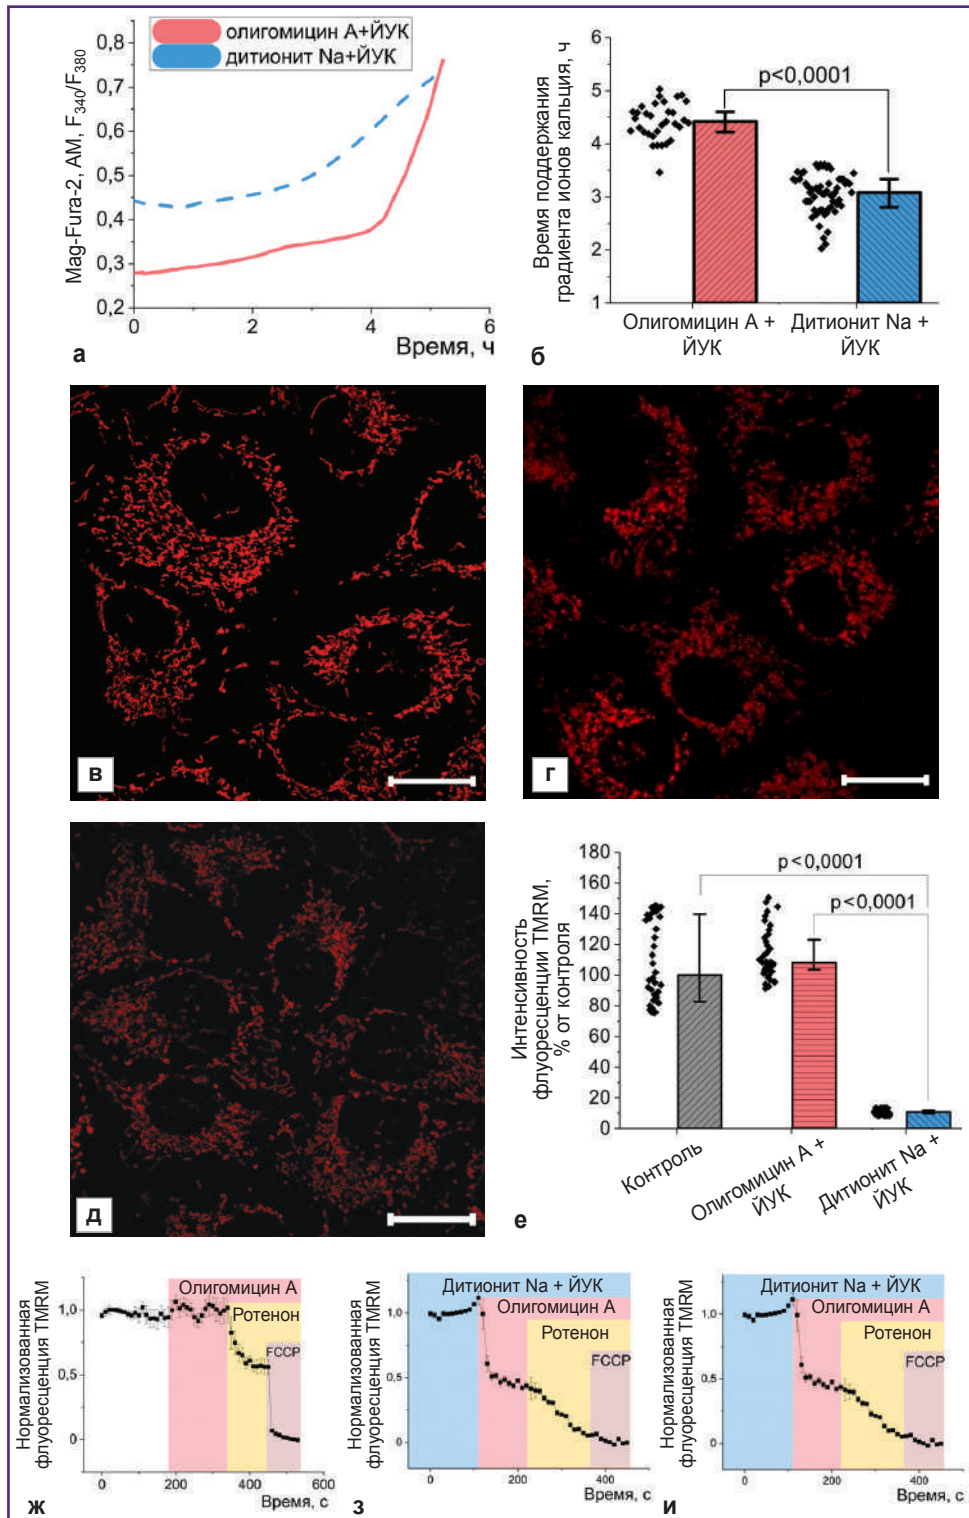 олигомицин А+ЙУК
дитионит Na+ЙУК
Mag-Fura-2, AM, F340/F380
0,8
0,7
0,6
0,5
0,4
0,3
0,2
0
2
4
6
Время, ч
а
Время поддержания
градиента ионов кальция, ч
6
5
4
3
2
1
p<0,0001
Олигомицин А +
ЙУК
Дитионит Na +
ЙУК
б
в
г
д
Интенсивность
флуоресценции TMRM,
% от контроля
180
160
140
120
100
80
60
40
20
0
p<0,0001
p<0,0001
Контроль
Олигомицин А +
ЙУК
Дитионит Na +
ЙУК
е
Нормализованная
флуоресценция TMRM
1,0
0,5
0
Олигомицин А
Ротенон
FCCP
0
200
400
600
Время, с
ж
Нормализованная
флуоресценция TMRM
1,0
0,5
0
Дитионит Na + ЙУК
Олигомицин А
Ротенон
FCCP
0
200
400
Время, с
з
Нормализованная
флуоресценция TMRM
1,0
0,5
0
Дитионит Na + ЙУК
Олигомицин А
Ротенон
FCCP
0
200
400
Время, с
и